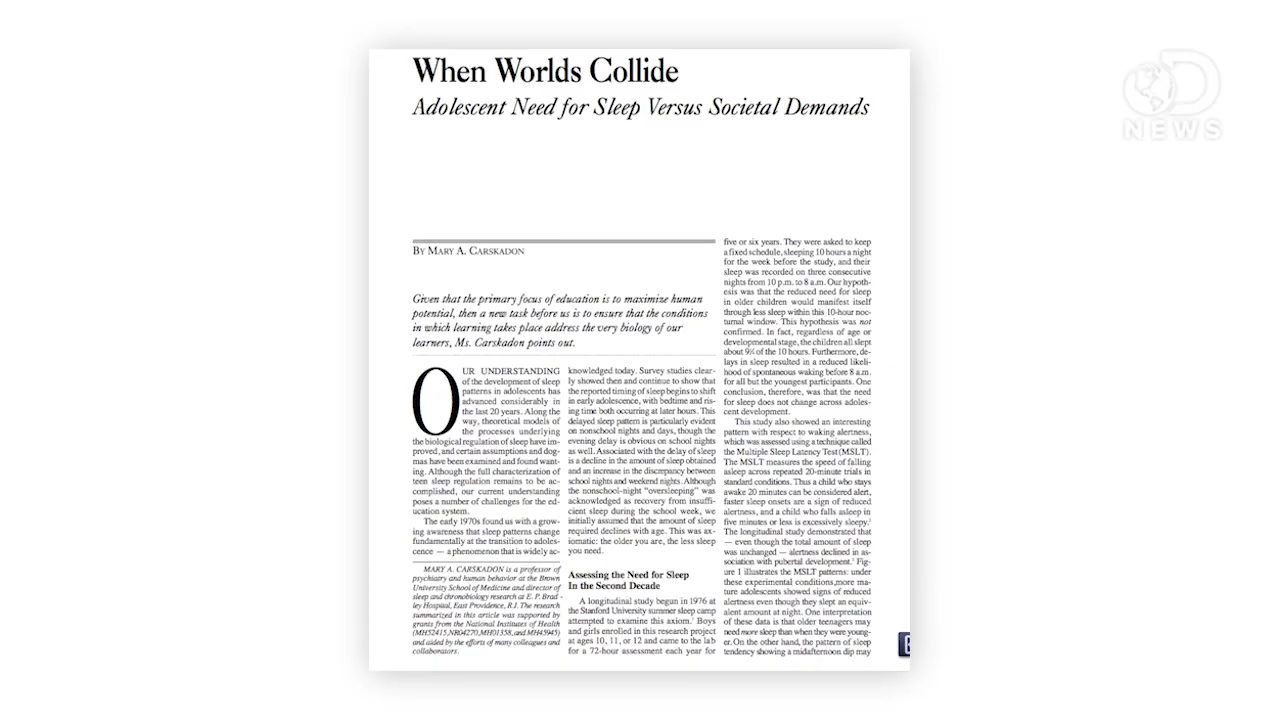 When Worlds Collide
Adolescent Need for Sleep Versus Societal Demands
BY MARY A. CARSKADON
Given that the primary focus of education is to maximize human
potential, then a new task before us is to ensure that the conditions
in which learning takes place address the very biology of our
learners, Ms. Carskadon points out.
OUR UNDERSTANDING
of the development of sleep
patterns in adolescents has
advanced considerably in
the last 20 years. Along the
way, theoretical models of
the processes underlying
the biological regulation of sleep have im-
proved, and certain assumptions and dog-
mas have been examined and found want-
ing. Although the full characterization of
teen sleep regulation remains to be ac-
complished, our current understanding
poses a number of challenges for the ed-
ucation system.
The early 1970s found us with a grow-
ing awareness that sleep patterns change
fundamentally at the transition to adoles-
cence — a phenomenon that is widely ac-
MARY A. CARSKADON is a professor of
psychiatry and human behavior at the Brown
University School of Medicine and director of
sleep and chronobiology research at E. P. Brad -
ley Hospital, East Providence, R.I. The research
summarized in this article was supported by
grants from the National Institutes of Health
(MH52415, NR04270, MH01358, and MH45945)
and aided by the efforts of many colleagues and
collaborators.
knowledged today. Survey studies clear-
ly showed then and continue to show that
the reported timing of sleep begins to shift
in early adolescence, with bedtime and ris-
ing time both occurring at later hours. This
delayed sleep pattern is particularly evident
on nonschool nights and days, though the
evening delay is obvious on school nights
as well. Associated with the delay of sleep
is a decline in the amount of sleep obtained
and an increase in the discrepancy between
school nights and weekend nights. Although
the nonschool-night "oversleeping" was
acknowledged as recovery from insuffi-
cient sleep during the school week, we
initially assumed that the amount of sleep
required declines with age. This was ax-
iomatic: the older you are, the less sleep
you need.
Assessing the Need for Sleep
In the Second Decade
A longitudinal study began in 1976 at
the Stanford University summer sleep camp
attempted to examine this axiom.¹ Boys
and girls enrolled in this research project
at ages 10, 11, or 12 and came to the lab
for a 72-hour assessment each year for
five or six years. They were asked to keep
a fixed schedule, sleeping 10 hours a night
for the week before the study, and their
sleep was recorded on three consecutive
nights from 10 p.m. to 8 a.m. Our hypoth-
esis was that the reduced need for sleep
in older children would manifest itself
through less sleep within this 10-hour noc-
turnal window. This hypothesis was not
confirmed. In fact, regardless of age or
developmental stage, the children all slept
about 9¼ of the 10 hours. Furthermore, de-
lays in sleep resulted in a reduced likeli-
hood of spontaneous waking before 8 a.m.
for all but the youngest participants. One
conclusion, therefore, was that the need
for sleep does not change across adoles-
cent development.
This study also showed an interesting
pattern with respect to waking alertness,
which was assessed using a technique called
the Multiple Sleep Latency Test (MSLT).
The MSLT measures the speed of falling
asleep across repeated 20-minute trials in
standard conditions. Thus a child who stays
awake 20 minutes can be considered alert,
faster sleep onsets are a sign of reduced
alertness, and a child who falls asleep in
five minutes or less is excessively sleepy.
The longitudinal study demonstrated that
— even though the total amount of sleep
was unchanged — alertness declined in as-
sociation with pubertal development. Fig-
ure 1 illustrates the MSLT patterns: under
these experimental conditions,more ma-
ture adolescents showed signs of reduced
alertness even though they slept an equiv-
alent amount at night. One interpretation
of these data is that older teenagers may
need more sleep than when they were young-
er. On the other hand, the pattern of sleep
tendency showing a midafternoon dip may
D
NEWS